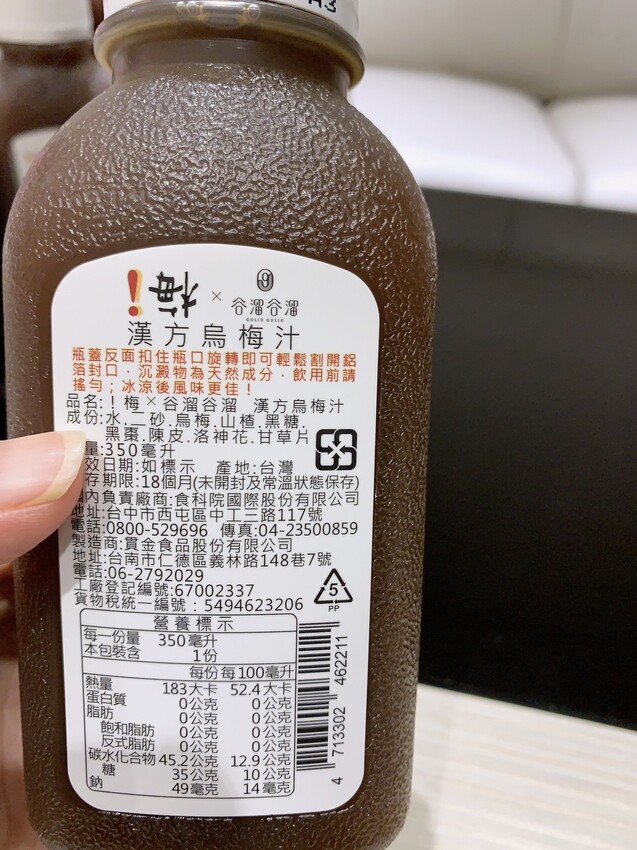 A3
！梅 × 谷溜谷溜
GULIU GULIU
漢方烏梅汁
瓶蓋反面扣住瓶口旋轉即可輕鬆割開鋁
箔封口，沉澱物為天然成分，飲用前請
搖勻；冰涼後風味更佳！
品名:！梅×谷溜谷溜 漢方烏梅汁
成份:水.二砂.烏梅.山楂.黑糖.
黑棗.陳皮.洛神花.甘草片
量:350毫升
效日期:如標示 產地:台灣
存期限:18個月(未開封及常溫狀態保存)
內負責廠商:食科院國際股份有限公司
地址:台中市西屯區中工三路117號
電話:0800-529696 傳真:04-23500859
製造商:貫金食品股份有限公司
地址:台南市仁德區義林路148巷7號
電話:06-2792029
工廠登記編號:67002337
貨物稅統一編號：5494623206
5
PP
營養標示
每一份量 350毫升
本包裝含 1份
每份 每100毫升
熱量 183大卡 52.4大卡
蛋白質 0公克 0公克
脂肪 0公克 0公克
飽和脂肪 0公克 0公克
反式脂肪 0公克 0公克
碳水化合物 45.2公克 12.9公克
糖 35公克 10公克
鈉 49毫克 14毫克
4 713302 462211